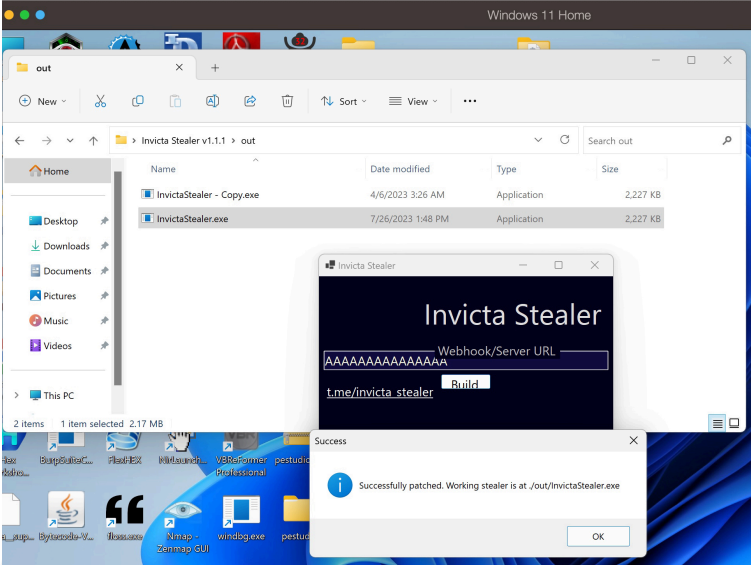 Windows 11 Home
out
New
Sort
View
Invicta Stealer v1.1.1 > out
Search out
Home
Name Date modified Type Size
InvictaStealer - Copy.exe 4/6/2023 3:26 AM Application 2,227 KB
InvictaStealer.exe 7/26/2023 1:48 PM Application 2,227 KB
Desktop
Downloads
Documents
Pictures
Music
Videos
This PC
2 items 1 item selected 2.17 MB
Invicta Stealer
Invicta Stealer
Webhook/Server URL
AAAAAAAAAAAAAAA
t.me/invicta_stealer
Build
Success
Successfully patched. Working stealer is at ./out/InvictaStealer.exe
OK
BurpSuiteC...
FlexHEX
NirLaunch...
VBReFormer
Professional
pestudio
Bytecode-V...
floss.exe
Nmap -
Zenmap GUI
windbg.exe